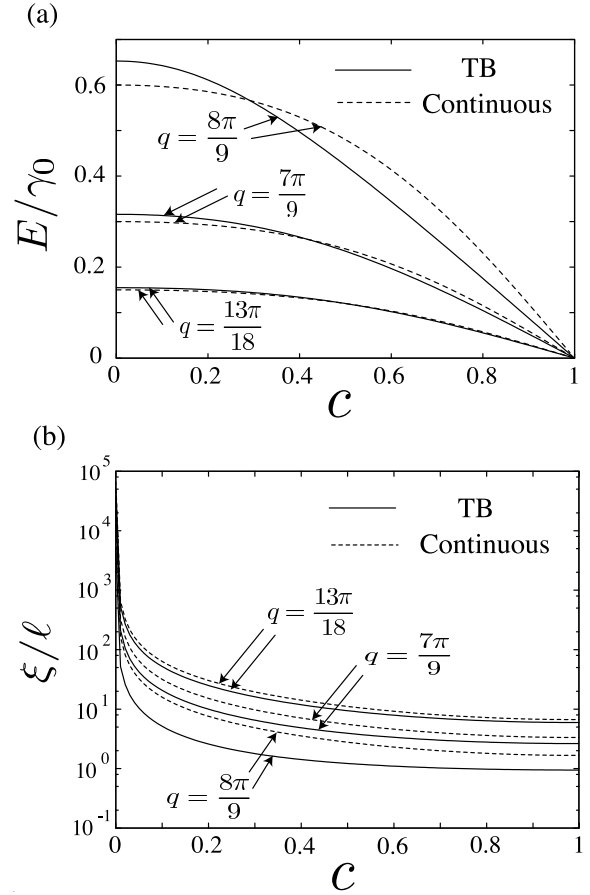 (a)
TB
Continuous
q = 8π/9
q = 7π/9
q = 13π/18
E/γ0
0.6
0.4
0.2
0
0
0.2
0.4
0.6
0.8
1
c
(b)
TB
Continuous
q = 13π/18
q = 7π/9
q = 8π/9
ξ/ℓ
10^5
10^4
10^3
10^2
10^1
10^0
10^-1
0
0.2
0.4
0.6
0.8
1
c